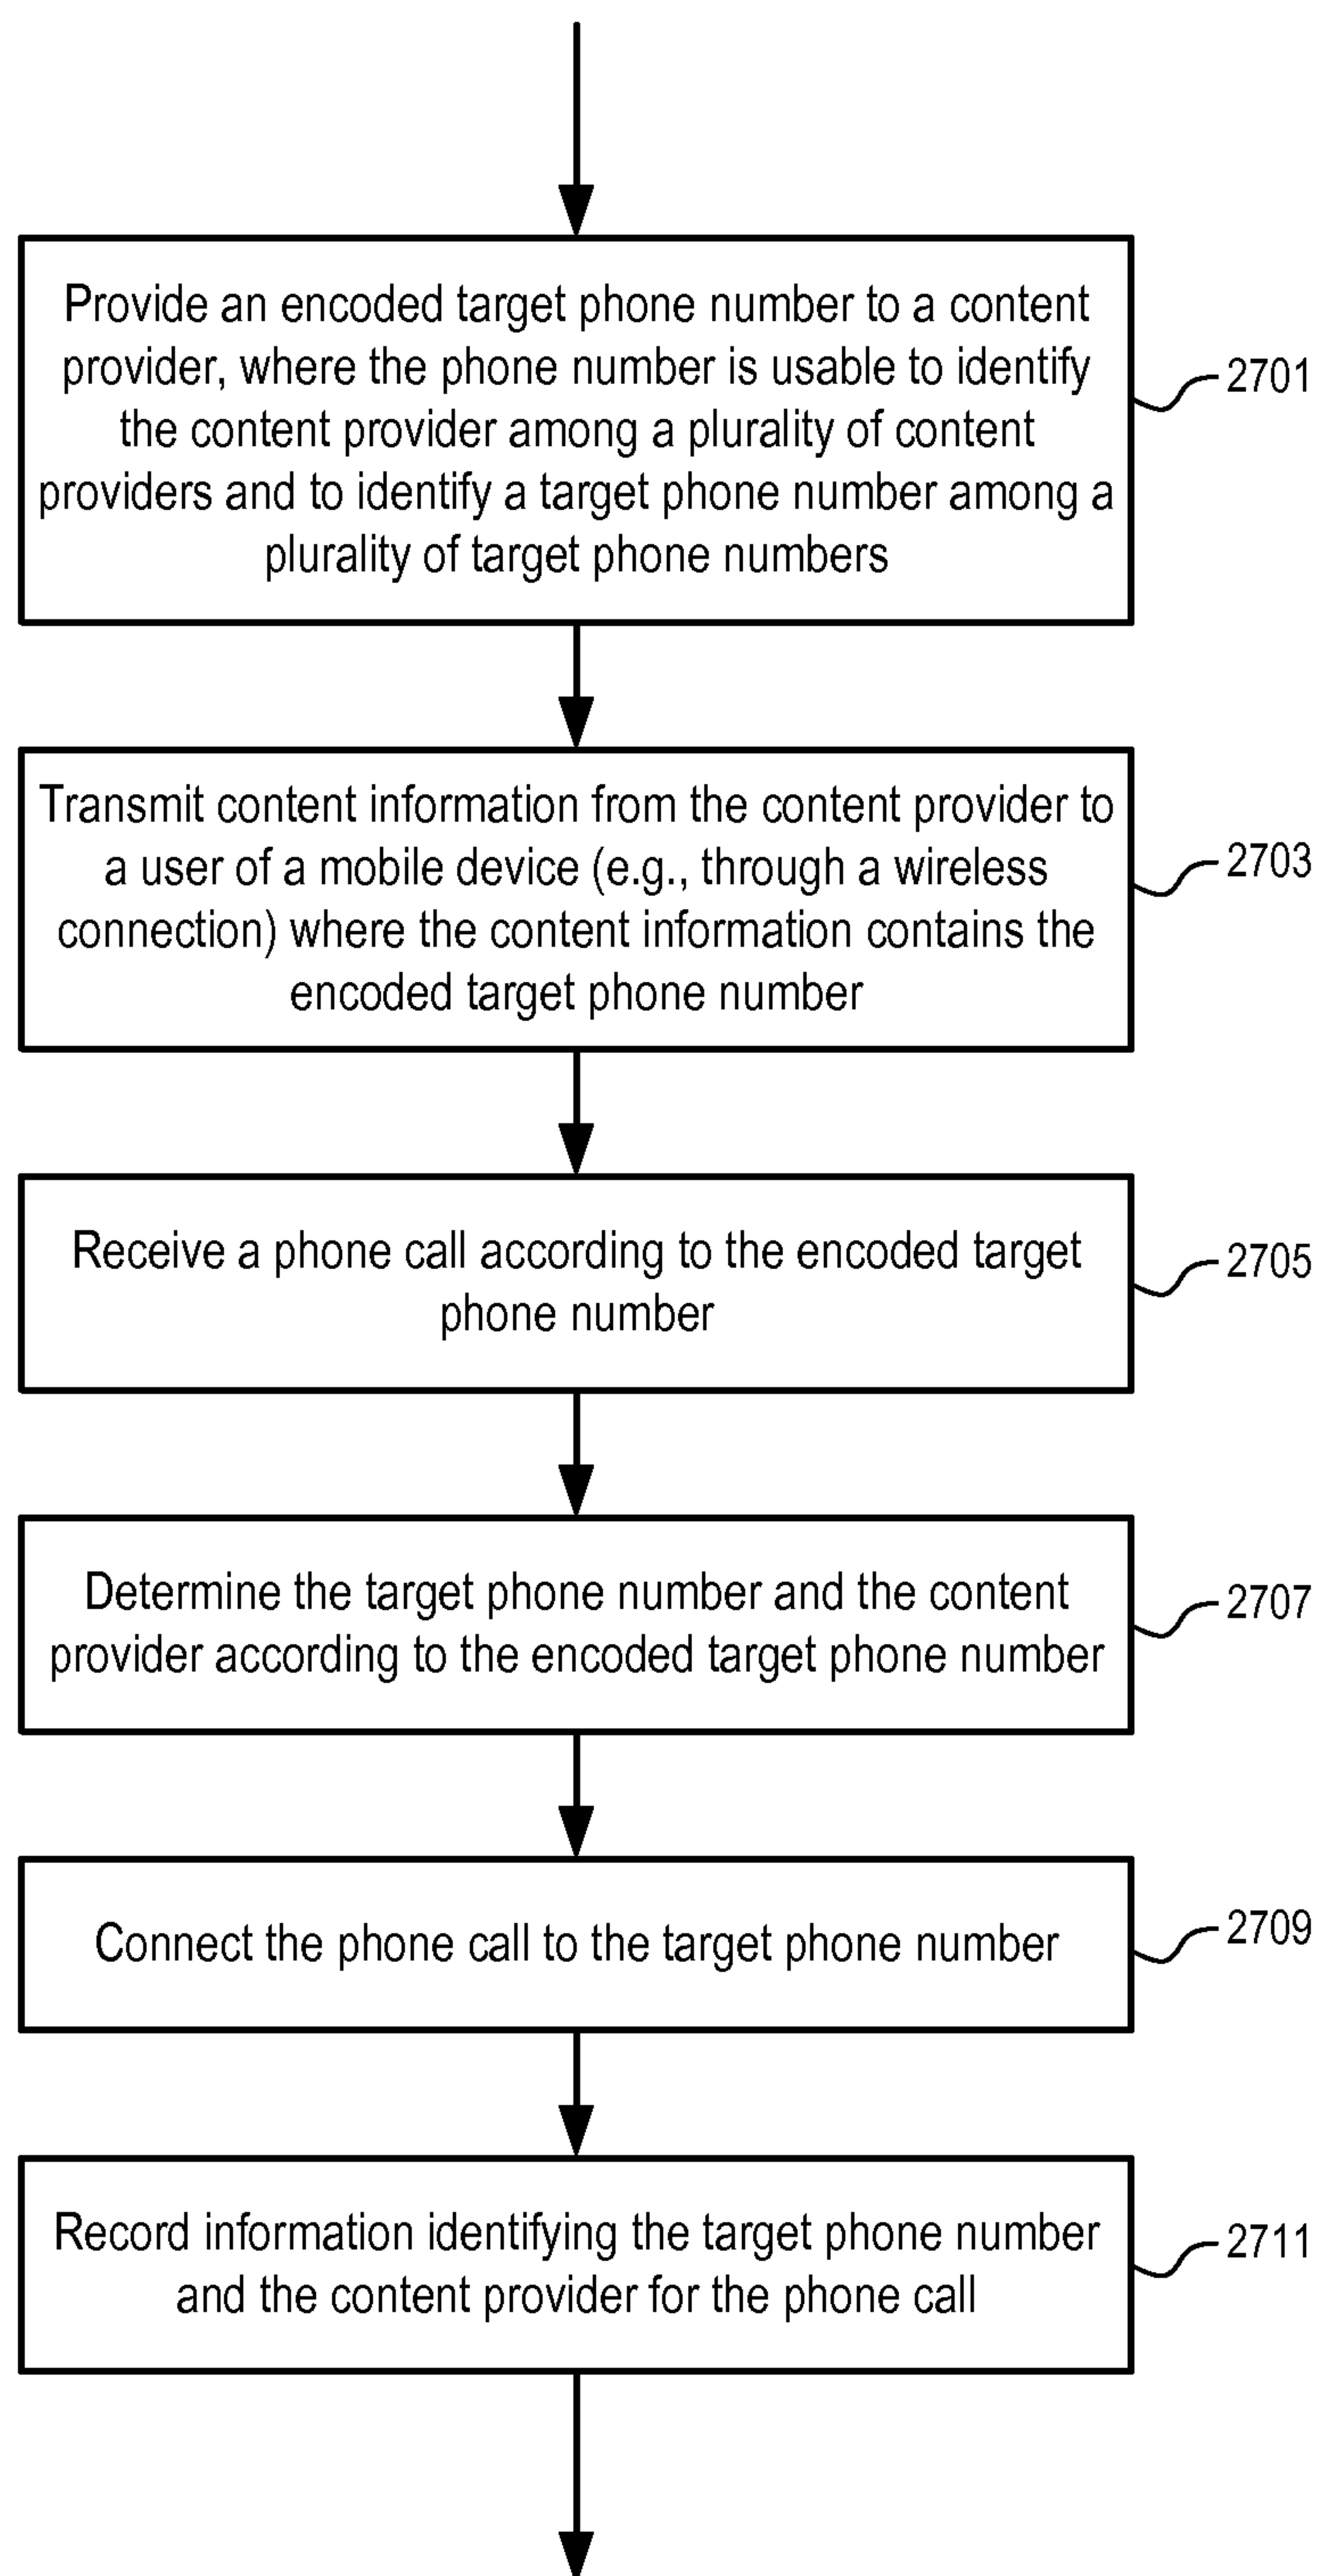 Provide an encoded target phone number to a content
provider, where the phone number is usable to identify
the content provider among a plurality of content
providers and to identify a target phone number among a
plurality of target phone numbers
2701
Transmit content information from the content provider to
a user of a mobile device (e.g., through a wireless
connection) where the content information contains the
encoded target phone number
2703
Receive a phone call according to the encoded target
phone number
2705
Determine the target phone number and the content
provider according to the encoded target phone number
2707
Connect the phone call to the target phone number
2709
Record information identifying the target phone number
and the content provider for the phone call
2711